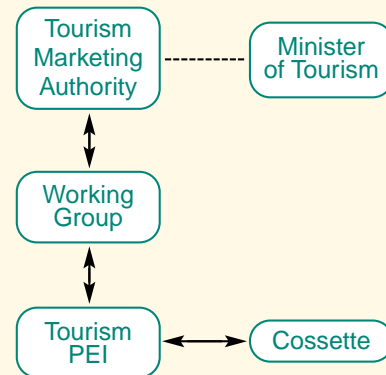 Tourism
Marketing
Authority
Minister
of Tourism
Working
Group
Tourism
PEI
Cossette